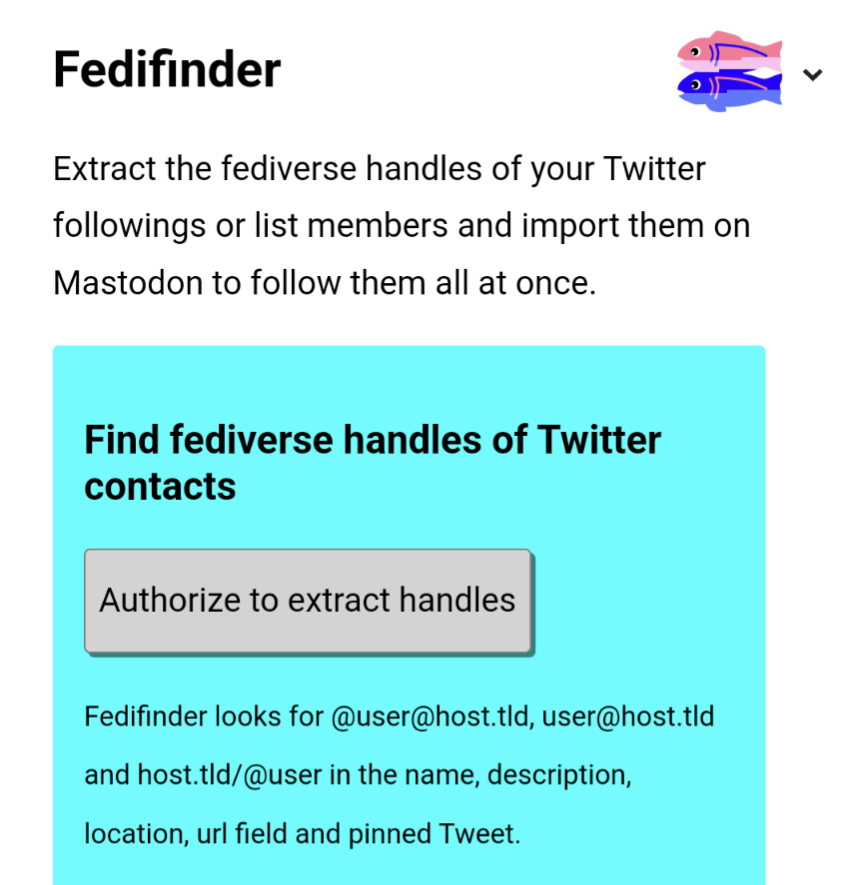 Fedifinder
Extract the fediverse handles of your Twitter
followings or list members and import them on
Mastodon to follow them all at once.
Find fediverse handles of Twitter
contacts
Authorize to extract handles
Fedifinder looks for @user@host.tld, user@host.tld
and host.tld/@user in the name, description,
location, url field and pinned Tweet.